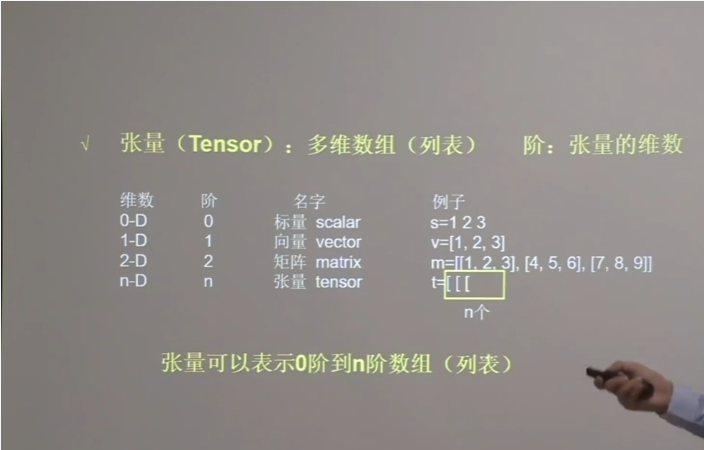 √ 张量（Tensor）：多维数组（列表） 阶：张量的维数
维数 阶 名字 例子
0-D 0 标量 scalar s=1 2 3
1-D 1 向量 vector v=[1, 2, 3]
2-D 2 矩阵 matrix m=[[1, 2, 3], [4, 5, 6], [7, 8, 9]]
n-D n 张量 tensor t=[ [ [
n个
张量可以表示0阶到n阶数组（列表）